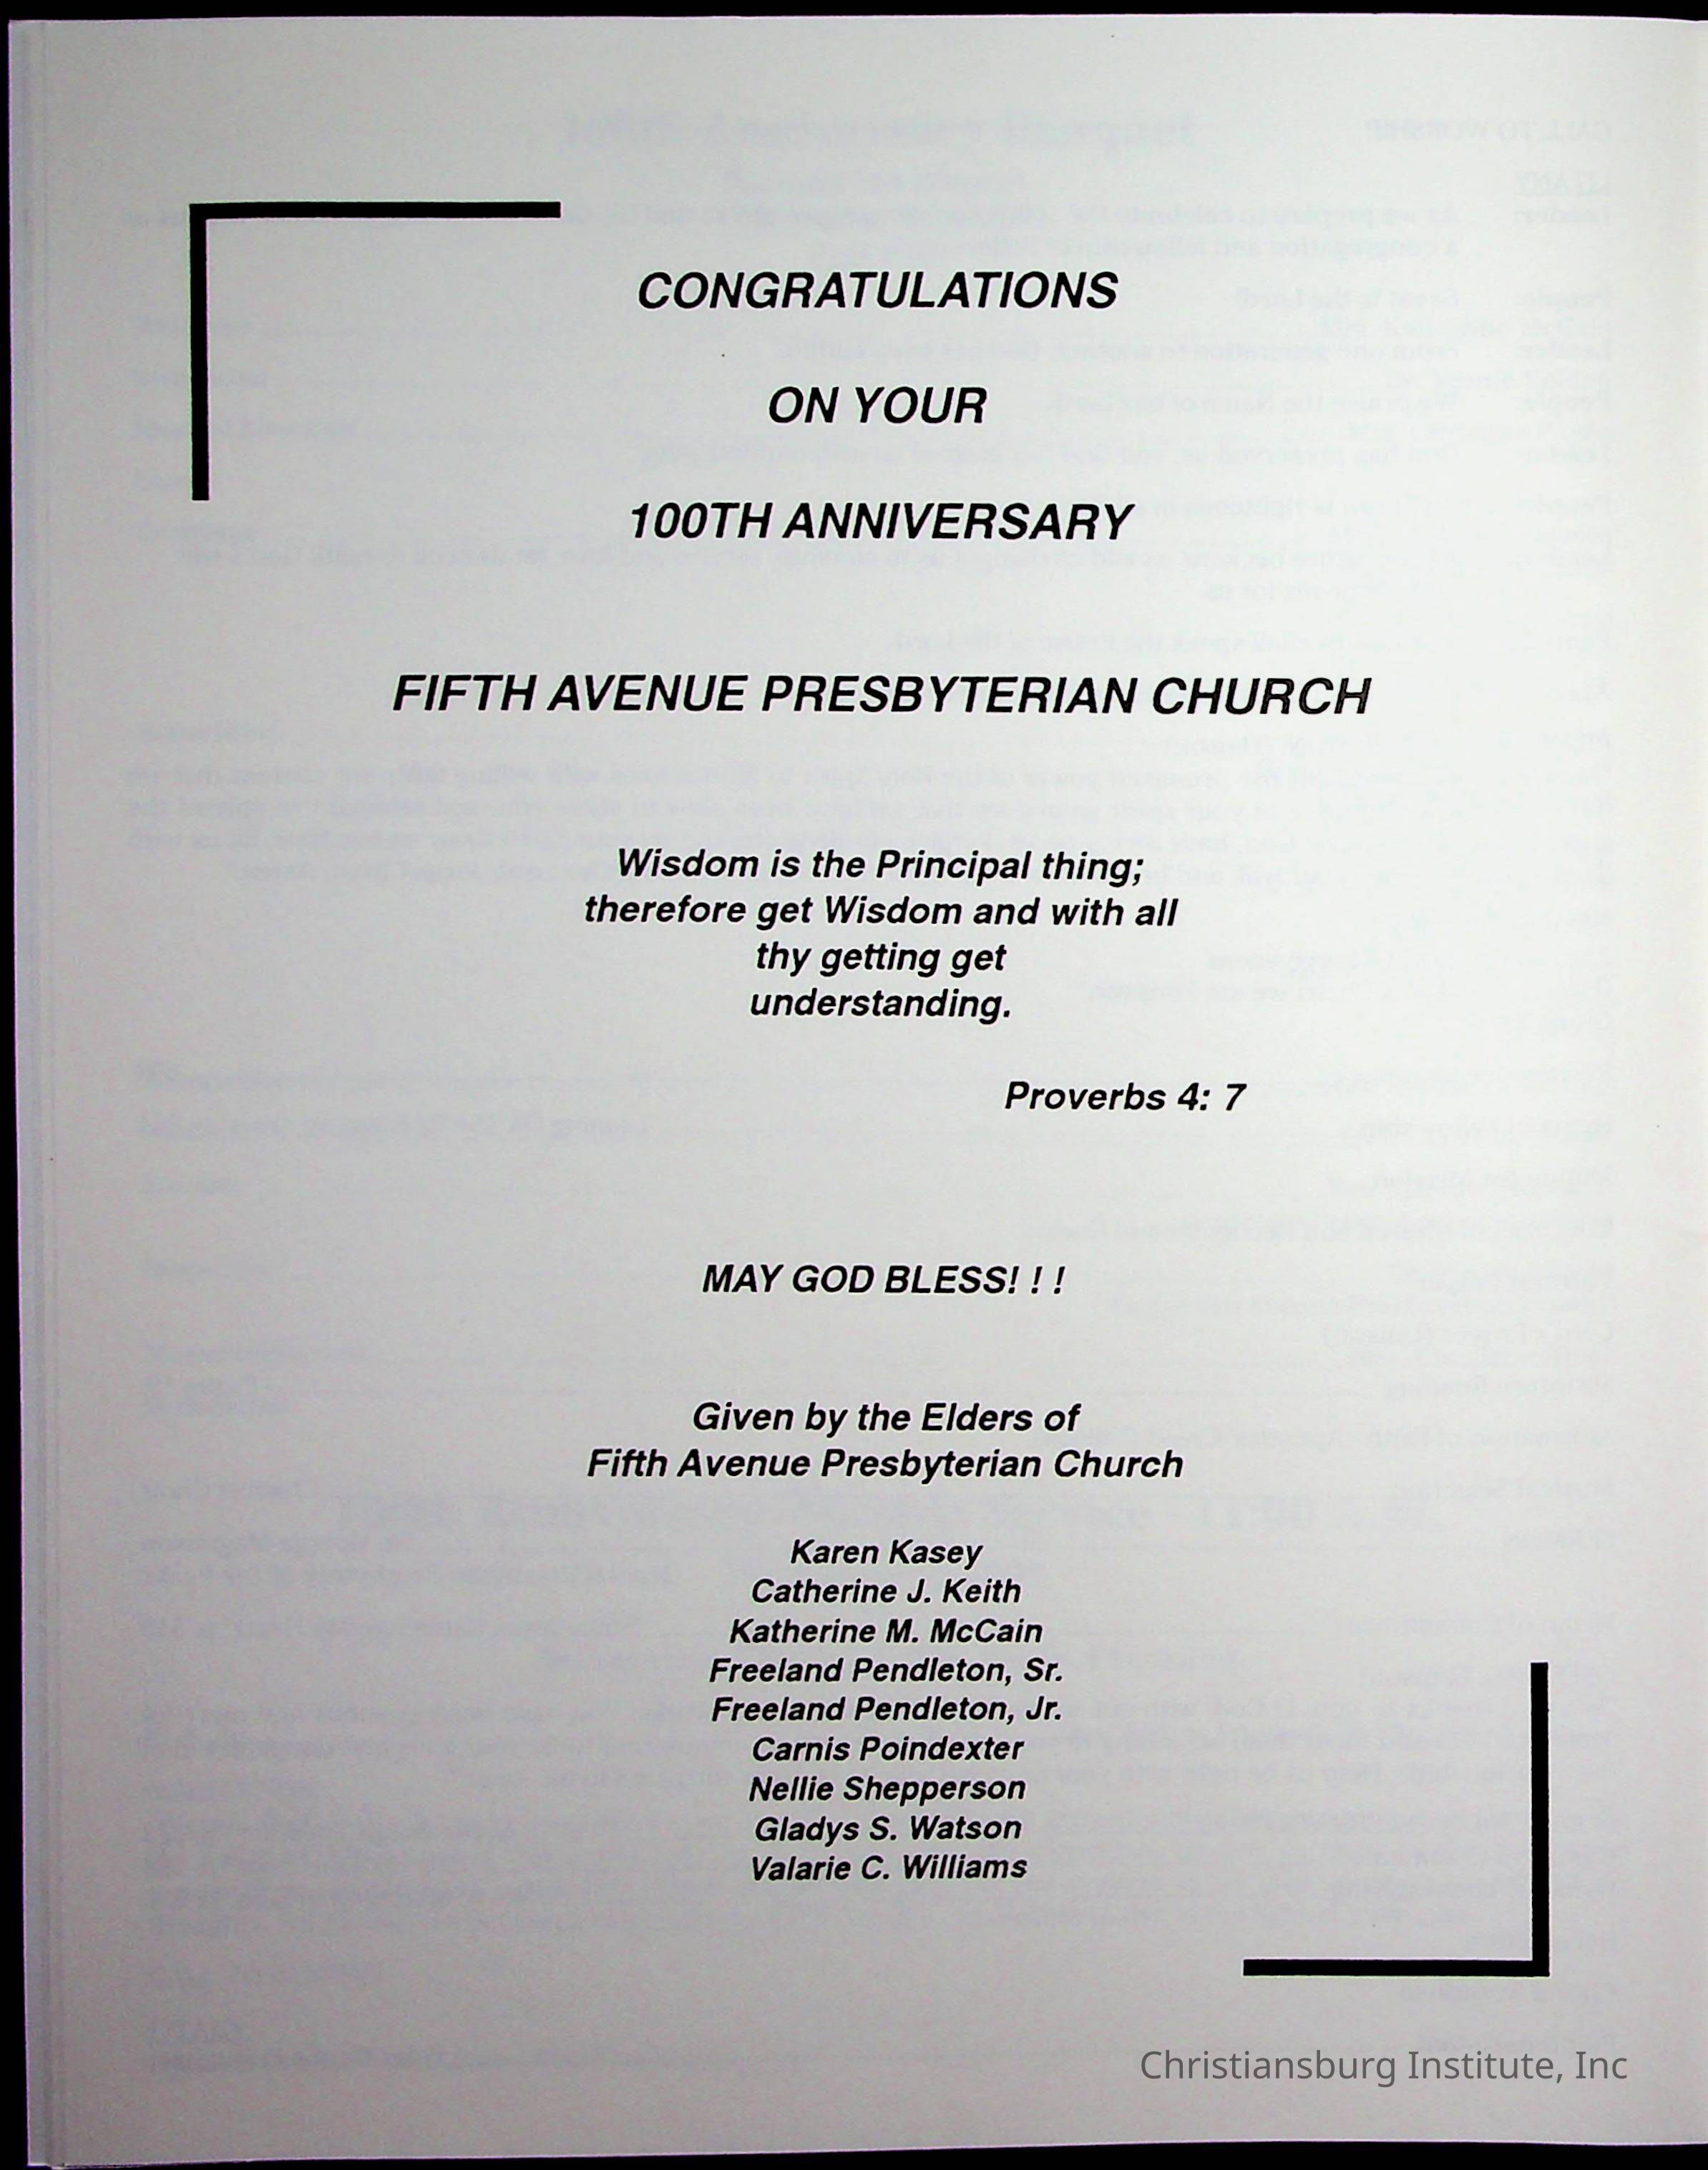 CONGRATULATIONS
ON YOUR
100TH ANNIVERSARY
FIFTH AVENUE PRESBYTERIAN CHURCH
Wisdom is the Principal thing;
therefore get Wisdom and with all
thy getting get
understanding.
Proverbs 4: 7
MAY GOD BLESS! ! !
Given by the Elders of
Fifth Avenue Presbyterian Church
Karen Kasey
Catherine J. Keith
Katherine M. McCain
Freeland Pendleton, Sr.
Freeland Pendleton, Jr.
Carnis Poindexter
Nellie Shepperson
Gladys S. Watson
Valarie C. Williams
Christiansburg Institute, Inc